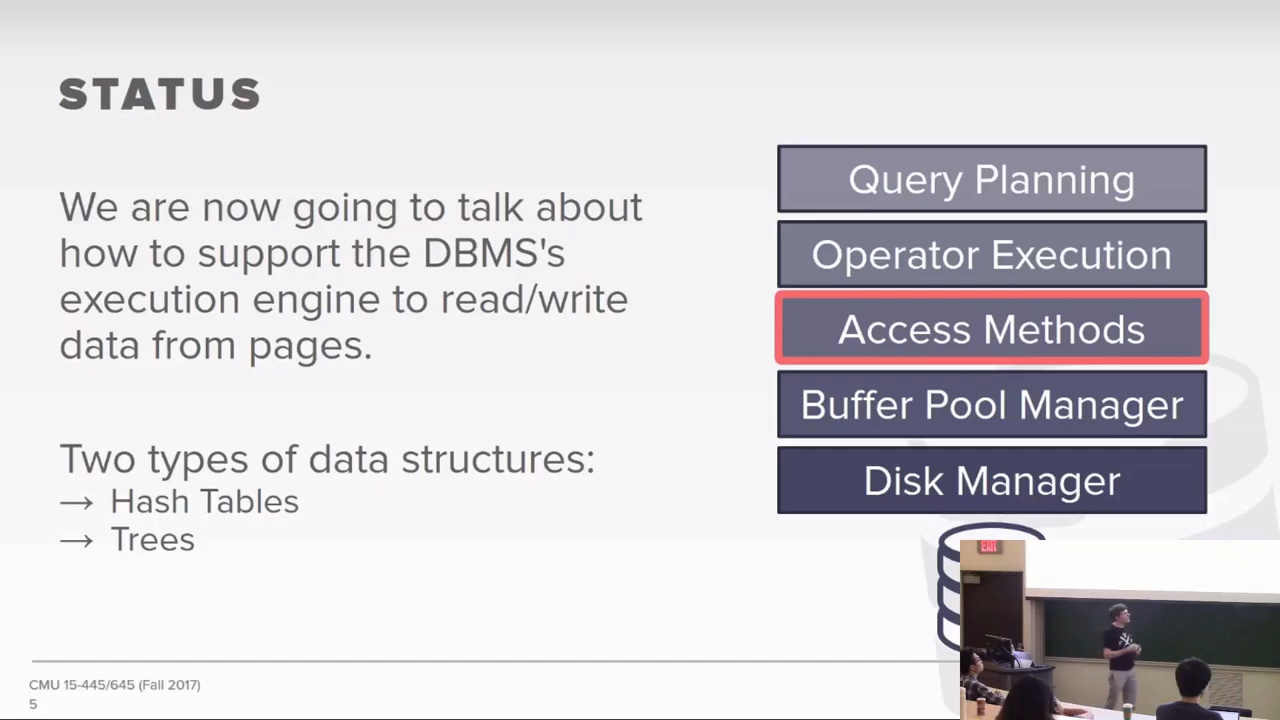 STATUS
We are now going to talk about
how to support the DBMS's
execution engine to read/write
data from pages.
Two types of data structures:
→ Hash Tables
→ Trees
Query Planning
Operator Execution
Access Methods
Buffer Pool Manager
Disk Manager
CMU 15-445/645 (Fall 2017)
5
EXIT